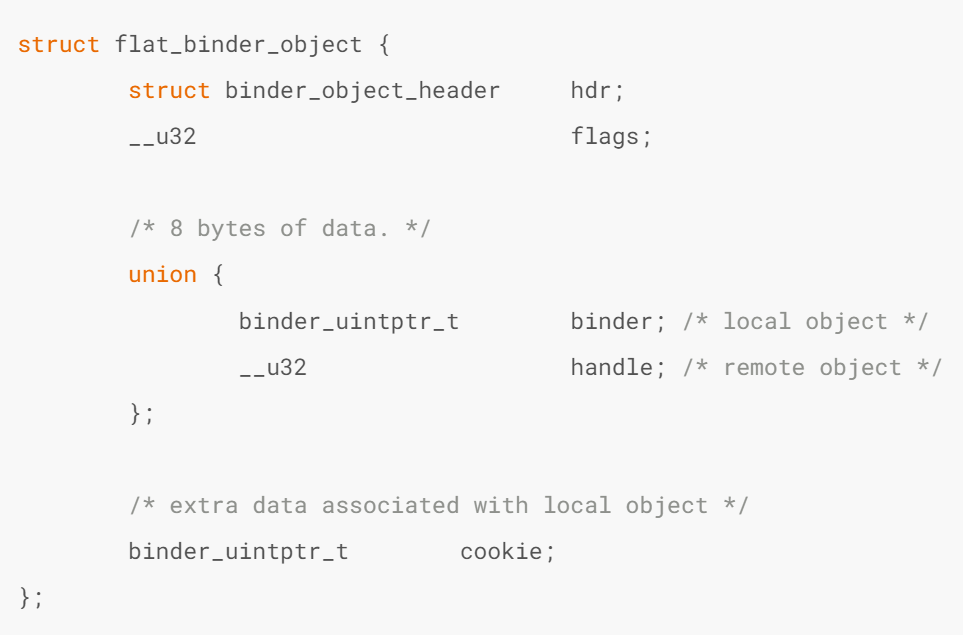 struct flat_binder_object {
        struct binder_object_header     hdr;
        __u32                           flags;

        /* 8 bytes of data. */
        union {
                binder_uintptr_t        binder; /* local object */
                __u32                   handle; /* remote object */
        };

        /* extra data associated with local object */
        binder_uintptr_t        cookie;
};